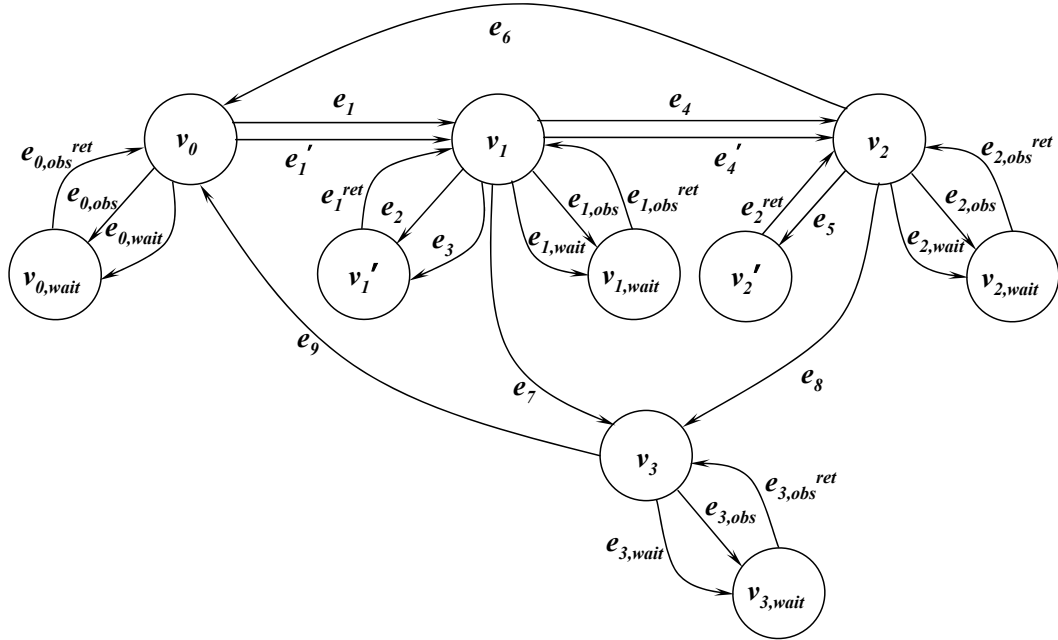 e6
e1
e4
v0
v1
v2
e1'
e4'
e0,obs^ret
e1^ret
e1,obs^ret
e2^ret
e2,obs^ret
e0,obs
e2
e1,obs
e5
e2,obs
e0,wait
e3
e1,wait
e2,wait
v0,wait
v1'
v1,wait
v2'
v2,wait
e9
e7
e8
v3
e3,obs^ret
e3,obs
e3,wait
v3,wait